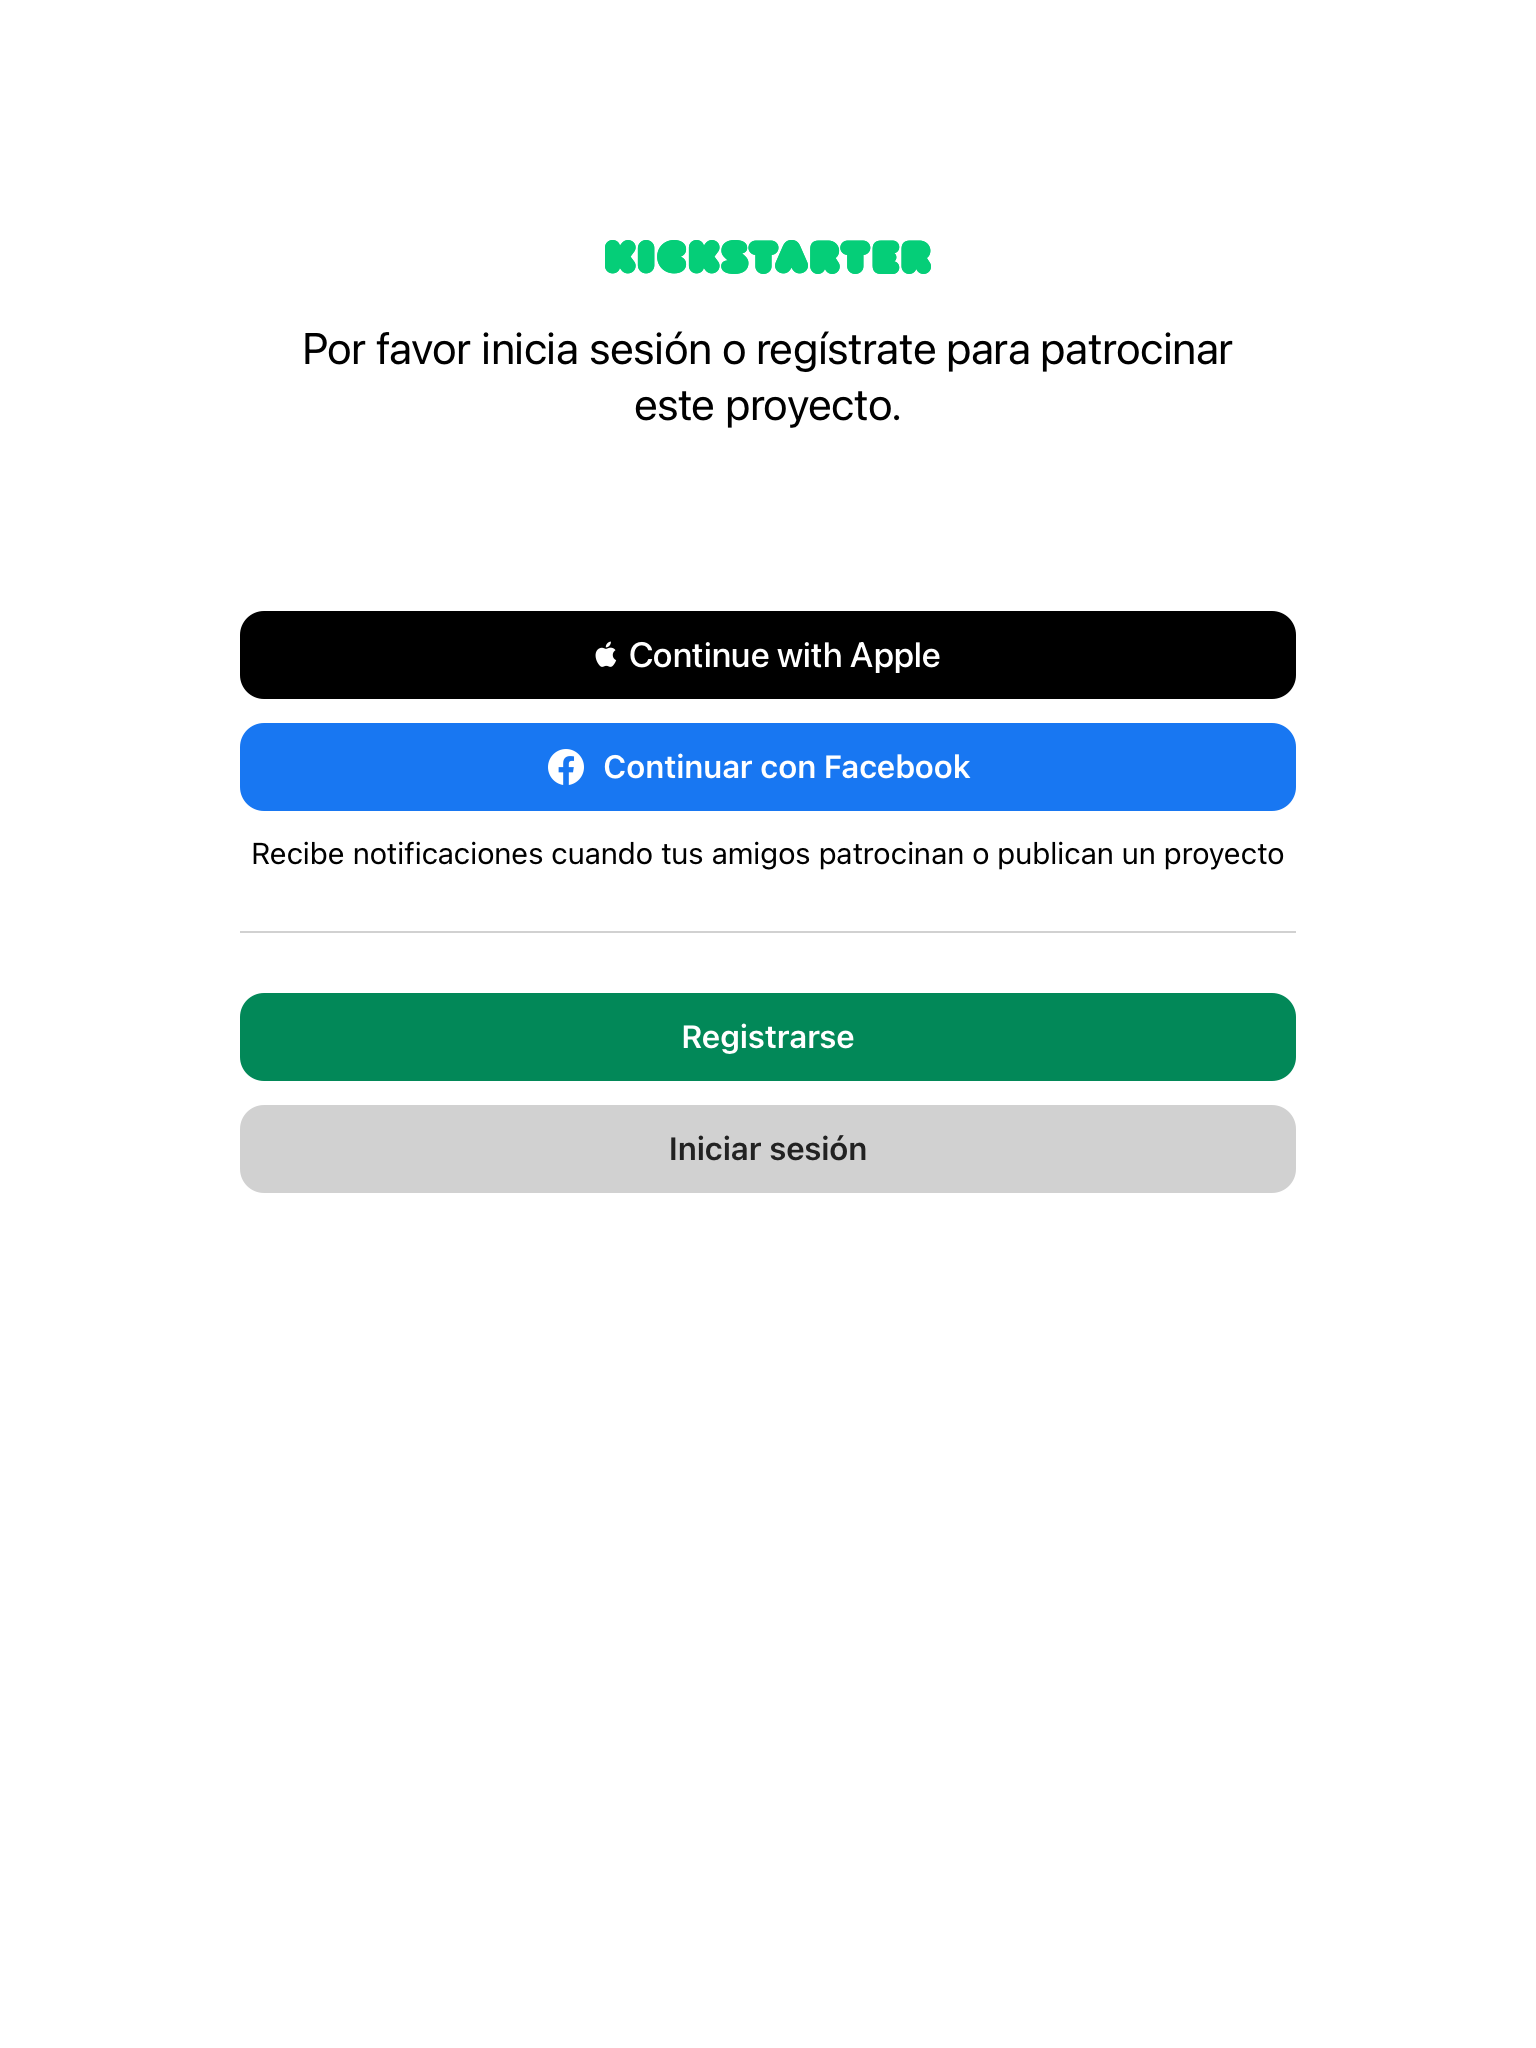 KICKSTARTER
Por favor inicia sesión o regístrate para patrocinar
este proyecto.
Continue with Apple
Continuar con Facebook
Recibe notificaciones cuando tus amigos patrocinan o publican un proyecto
Registrarse
Iniciar sesión